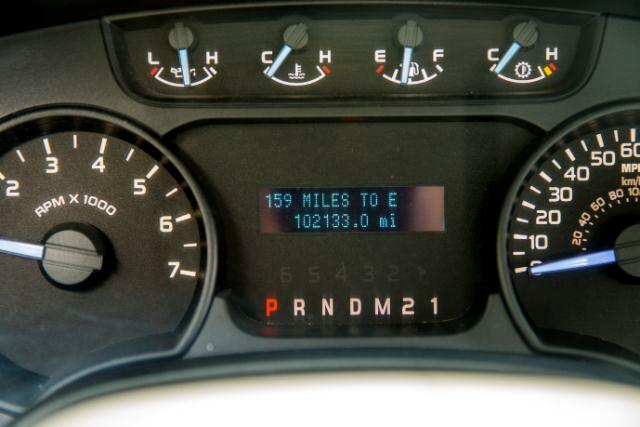 L H C H E F C H
2 3 4 5 6 7
RPM X 1000
159 MILES TO E
102133.0 mi
6 5 4 3 2
P R N D M 2 1
0 10 20 30 40 50 60
MPH
km/h
20 40 60 80